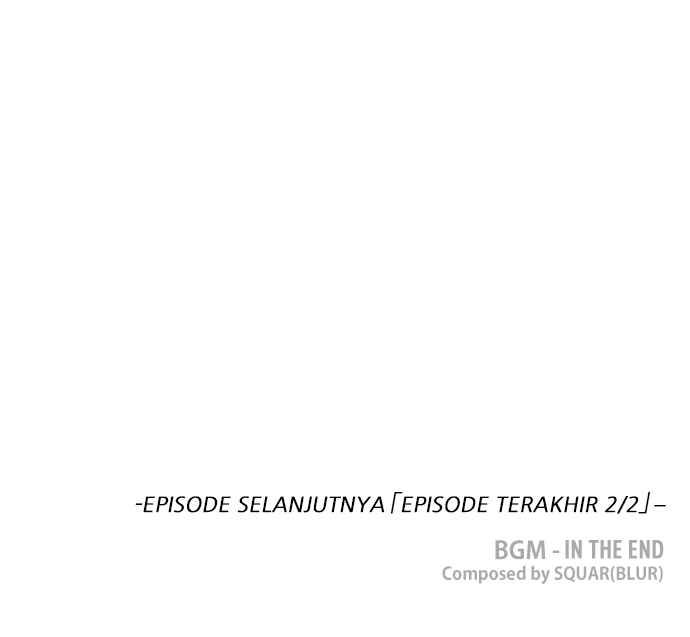 -EPISODE SELANJUTNYA「EPISODE TERAKHIR 2/2」–
BGM - IN THE END
Composed by SQUAR(BLUR)